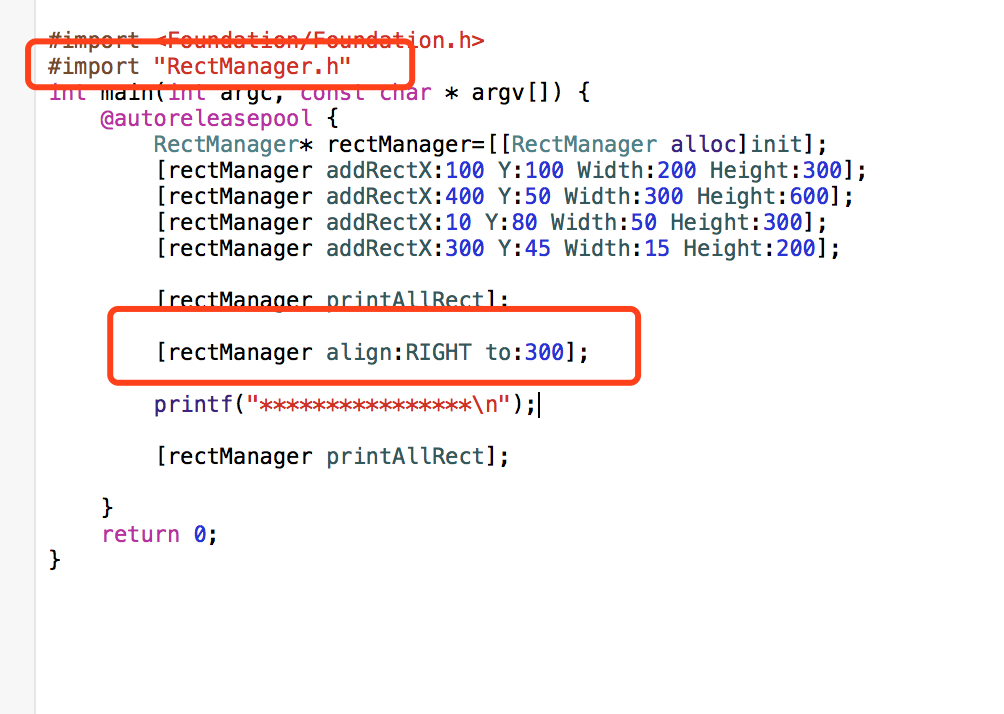 #import <Foundation/Foundation.h>
#import "RectManager.h"
int main(int argc, const char * argv[]) {
@autoreleasepool {
RectManager* rectManager=[[RectManager alloc]init];
[rectManager addRectX:100 Y:100 Width:200 Height:300];
[rectManager addRectX:400 Y:50 Width:300 Height:600];
[rectManager addRectX:10 Y:80 Width:50 Height:300];
[rectManager addRectX:300 Y:45 Width:15 Height:200];
[rectManager printAllRect];
[rectManager align:RIGHT to:300];
printf("****************\n");
[rectManager printAllRect];
}
return 0;
}